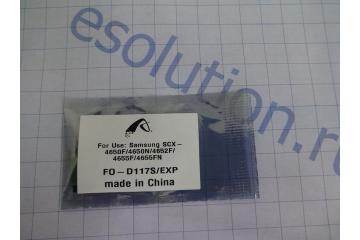 esolution.ru
For Use: Samsung SCX-
4650F/4650N/4652F/
4655F/4655FN
FO-D117S/EXP
made in China